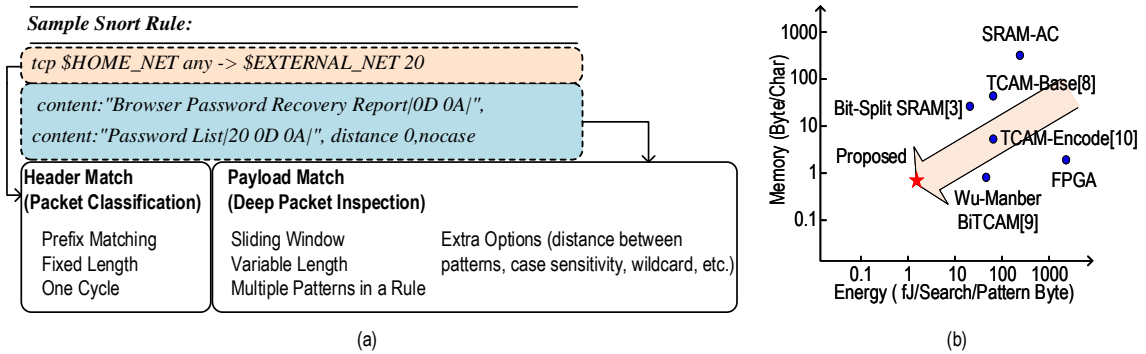 Sample Snort Rule:
tcp $HOME_NET any -> $EXTERNAL_NET 20
content:"Browser Password Recovery Report|0D 0A|",
content:"Password List|20 0D 0A|", distance 0,nocase
Header Match
(Packet Classification)
Prefix Matching
Fixed Length
One Cycle
Payload Match
(Deep Packet Inspection)
Sliding Window
Variable Length
Multiple Patterns in a Rule
Extra Options (distance between
patterns, case sensitivity, wildcard, etc.)
(a)
Memory (Byte/Char)
1000
100
10
1
0.1
SRAM-AC
TCAM-Base[8]
Bit-Split SRAM[3]
TCAM-Encode[10]
Proposed
FPGA
Wu-Manber
BiTCAM[9]
0.1 1 10 100 1000
Energy ( fJ/Search/Pattern Byte)
(b)